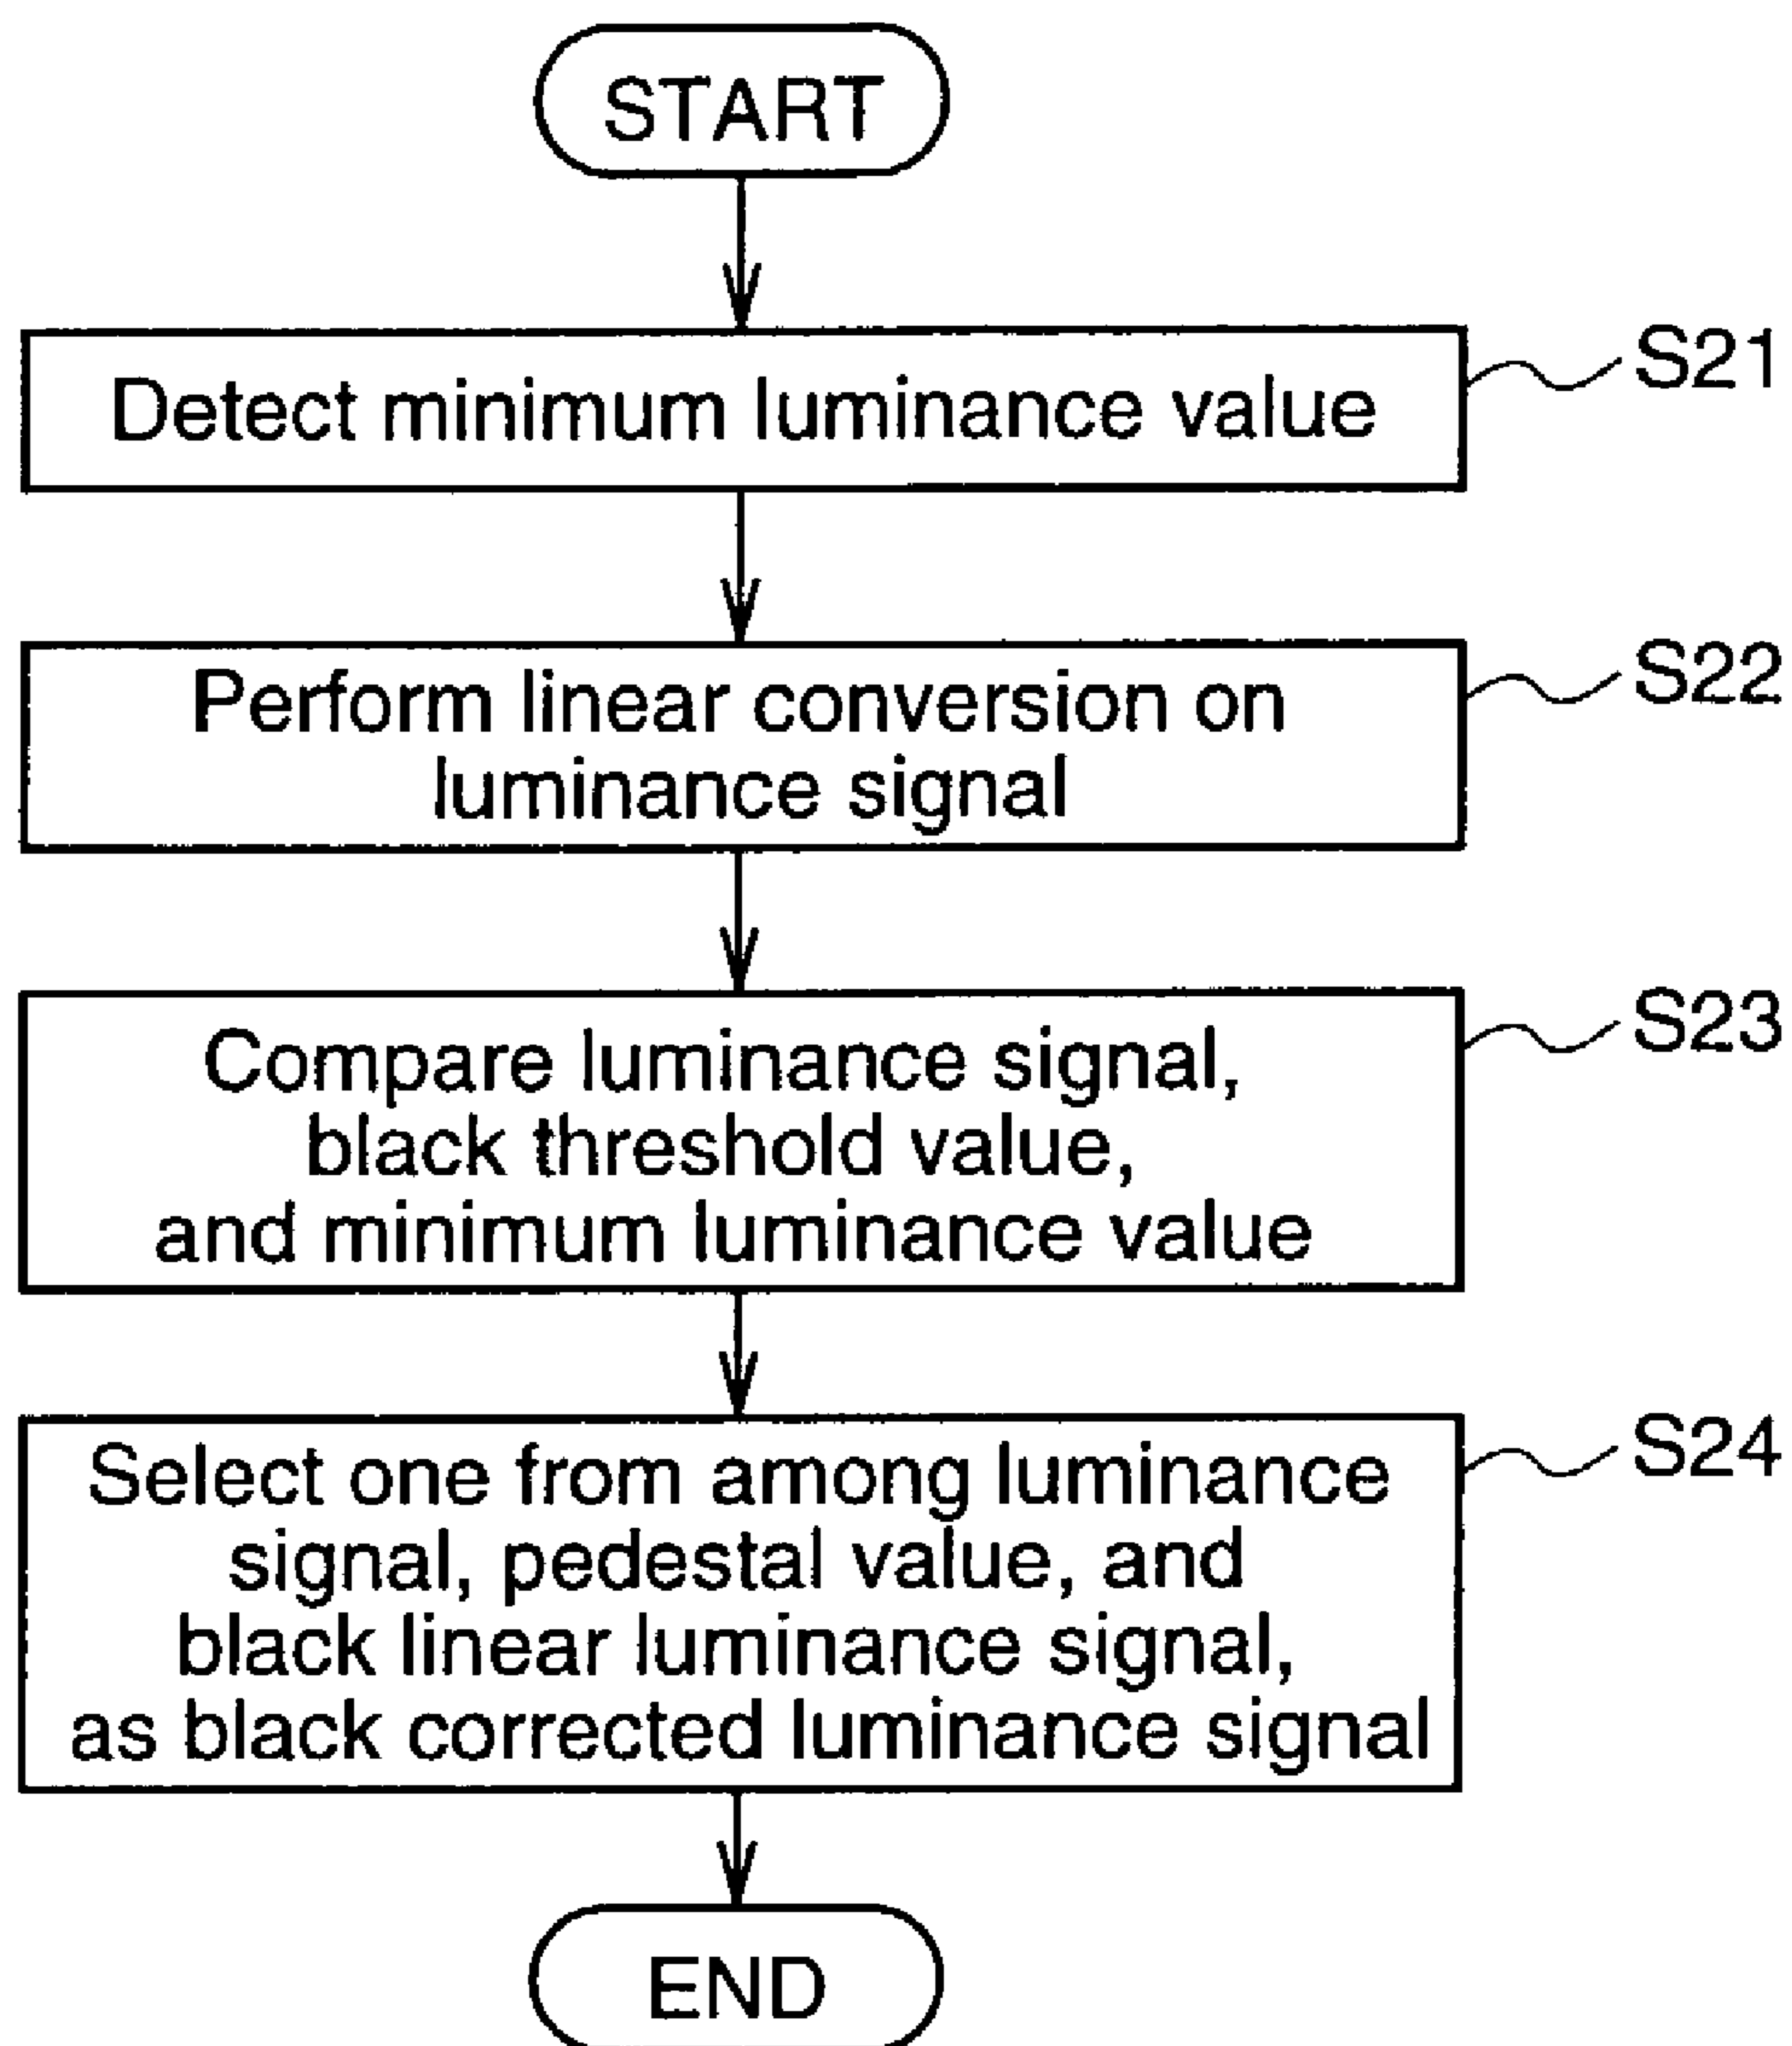 START
Detect minimum luminance value
S21
Perform linear conversion on
luminance signal
S22
Compare luminance signal,
black threshold value,
and minimum luminance value
S23
Select one from among luminance
signal, pedestal value, and
black linear luminance signal,
as black corrected luminance signal
S24
END